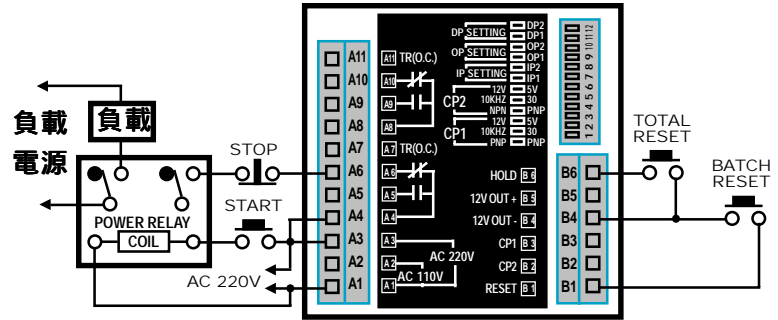 負載
電源
負載
STOP
START
POWER RELAY
COIL
AC 220V
A11
A10
A9
A8
A7
A6
A5
A4
A3
A2
A1
A11 TR(O.C.)
A10
A9
A8
A7 TR(O.C.)
A6
A5
A4
A3
A2
A1
AC 220V
AC 110V
DP SETTING
DP2
DP1
OP SETTING
OP2
OP1
IP SETTING
IP2
IP1
CP2
12V 5V
10KHZ 30
NPN PNP
CP1
12V 5V
10KHZ 30
PNP PNP
HOLD B6
12V OUT + B5
12V OUT - B4
CP1 B3
CP2 B2
RESET B1
1 2 3 4 5 6 7 8 9 10 11 12
B6
B5
B4
B3
B2
B1
TOTAL
RESET
BATCH
RESET